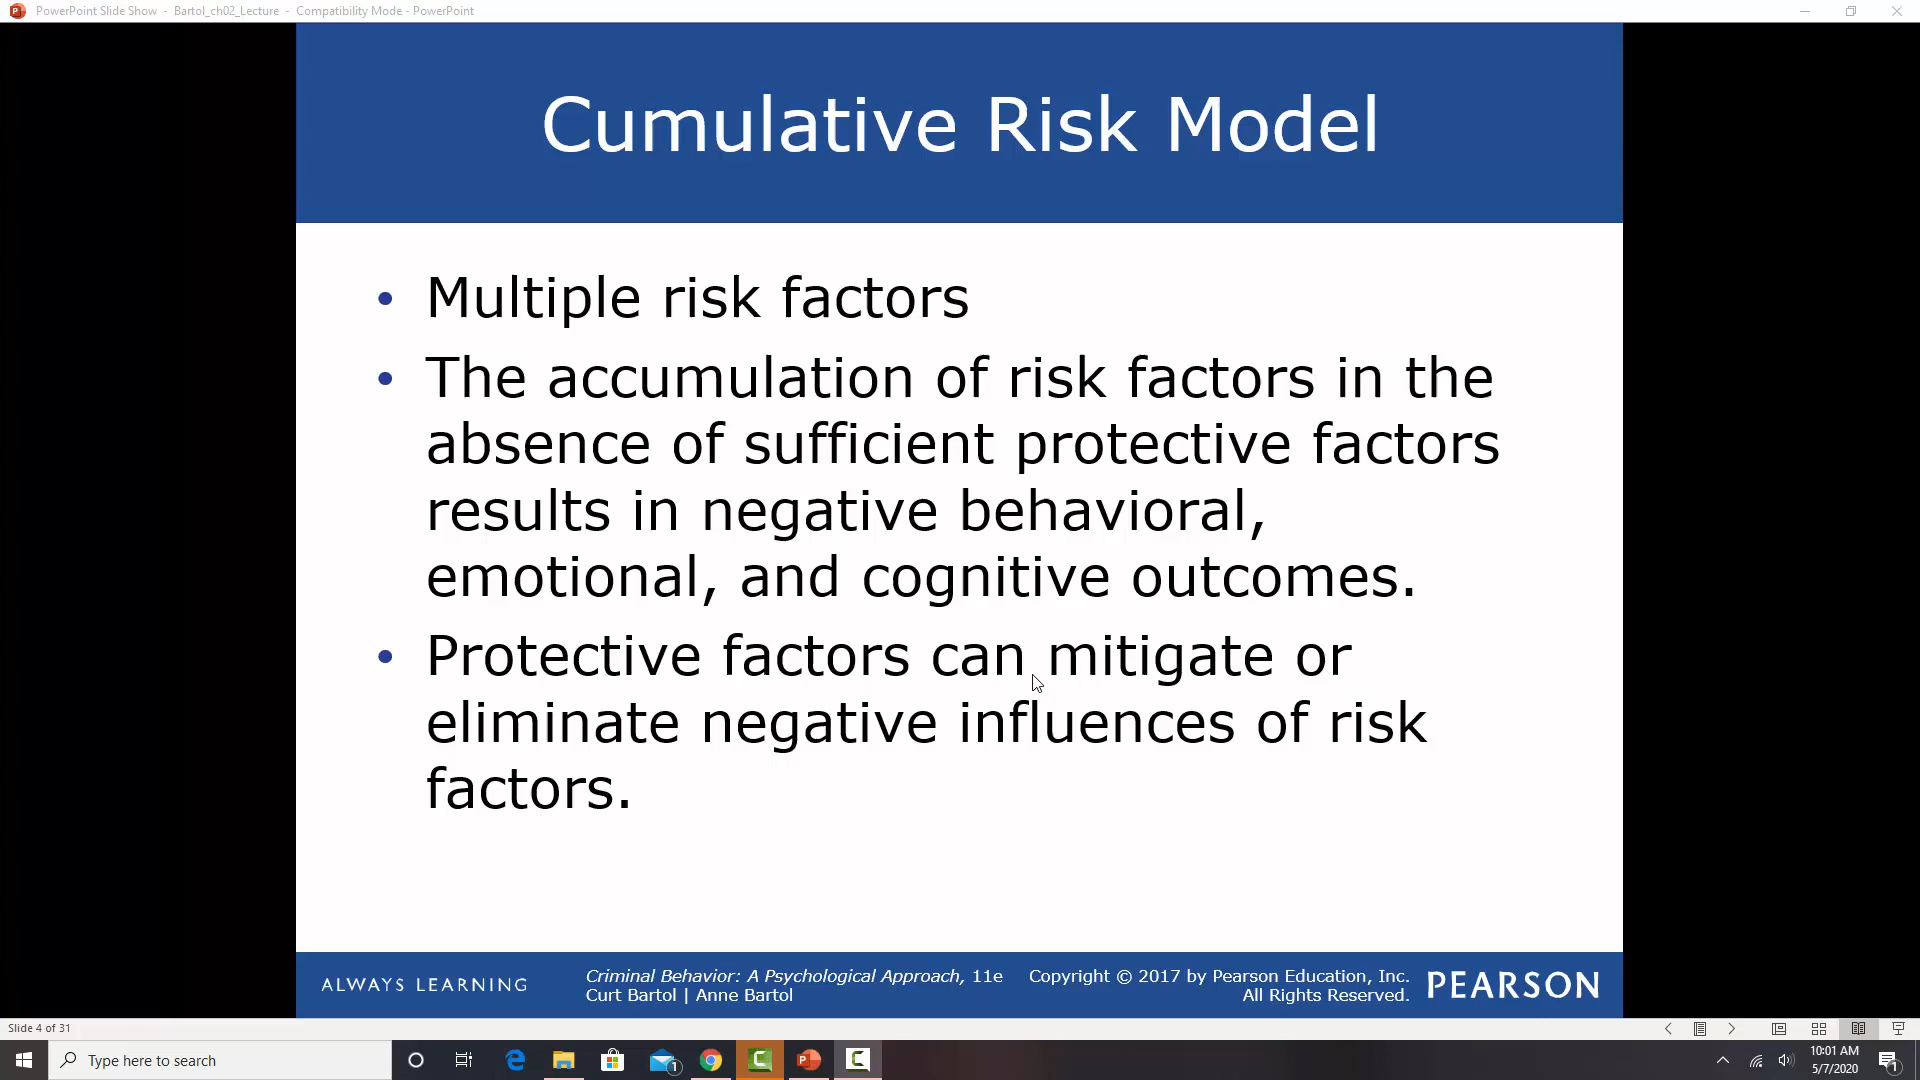 PowerPoint Slide Show - Bartol_ch02_Lecture - Compatibility Mode - PowerPoint
Cumulative Risk Model
• Multiple risk factors
• The accumulation of risk factors in the
absence of sufficient protective factors
results in negative behavioral,
emotional, and cognitive outcomes.
• Protective factors can mitigate or
eliminate negative influences of risk
factors.
ALWAYS LEARNING
Criminal Behavior: A Psychological Approach, 11e
Curt Bartol | Anne Bartol
Copyright © 2017 by Pearson Education, Inc.
All Rights Reserved.
PEARSON
Slide 4 of 31
Type here to search
1
10:01 AM
5/7/2020
1